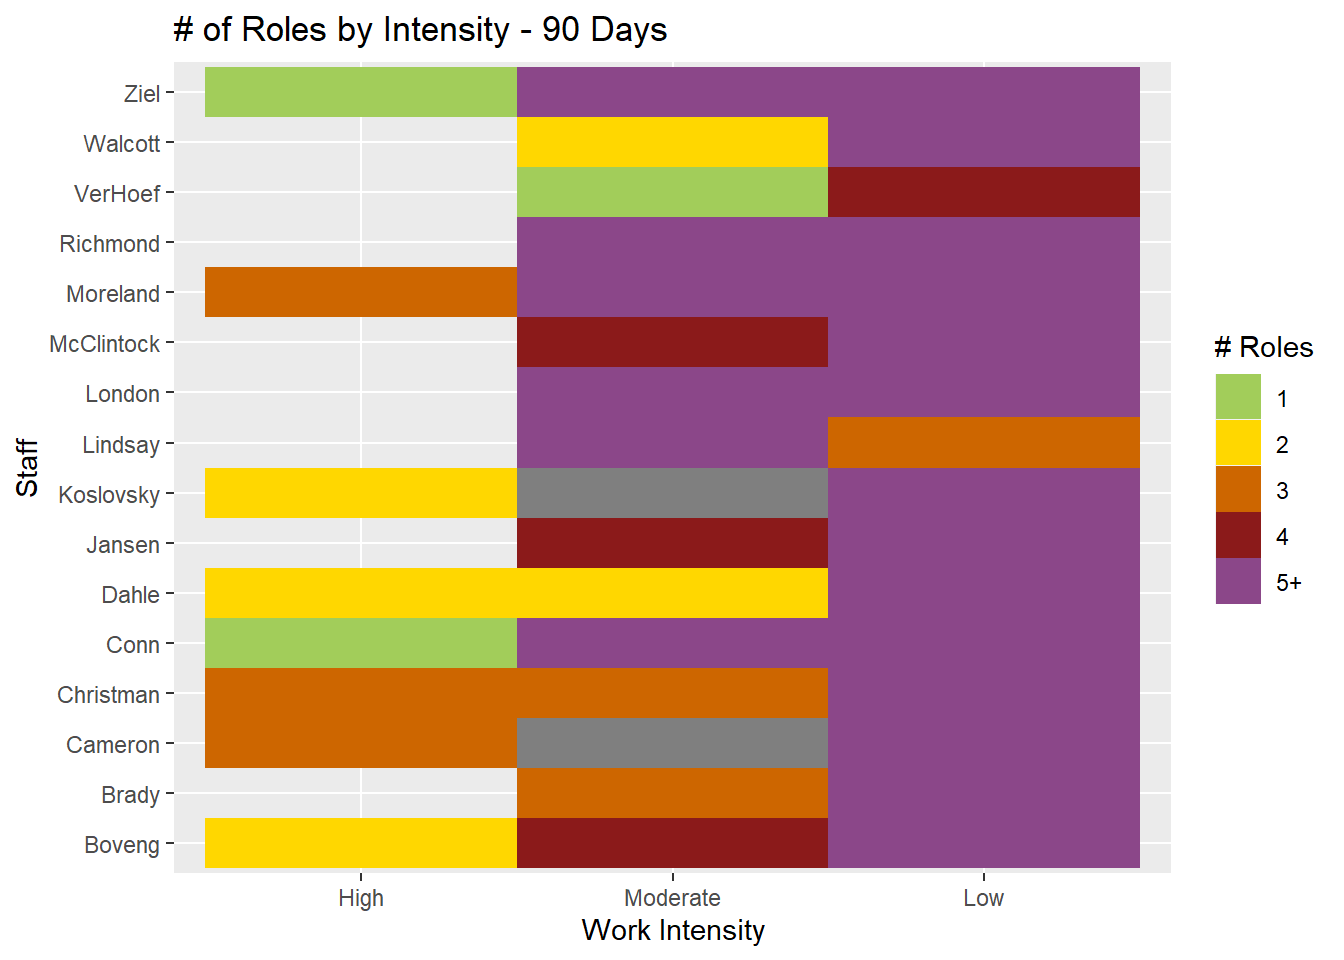 # of Roles by Intensity - 90 Days
Ziel
Walcott
VerHoef
Richmond
Moreland
McClintock
London
Lindsay
Koslovsky
Jansen
Dahle
Conn
Christman
Cameron
Brady
Boveng
Staff
High
Moderate
Low
Work Intensity
# Roles
1
2
3
4
5+